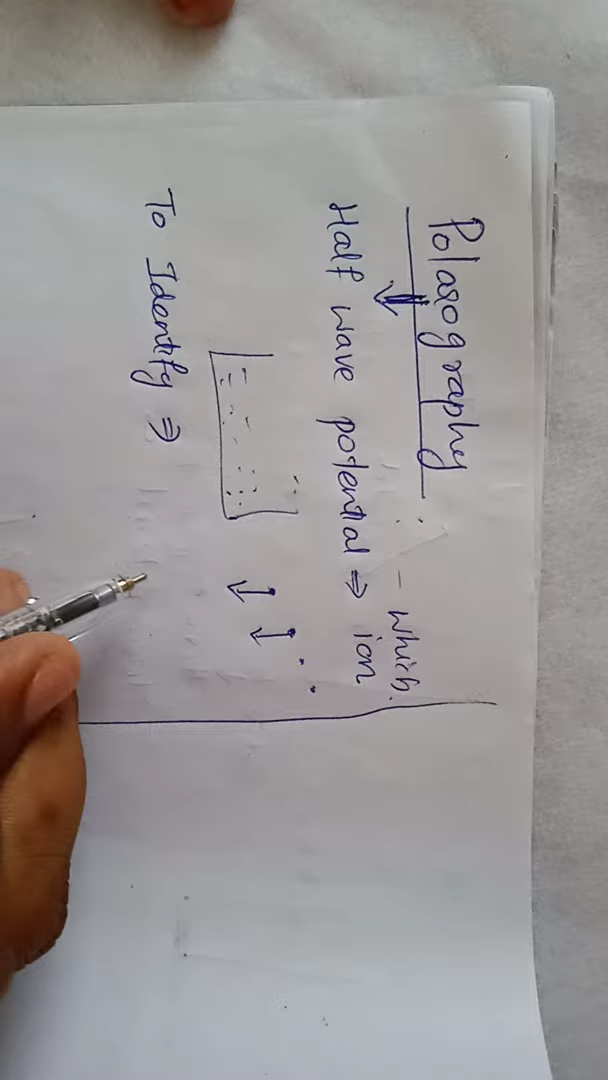 Polarography
Half wave potential ⇒ - which ion
To Identify ⇒